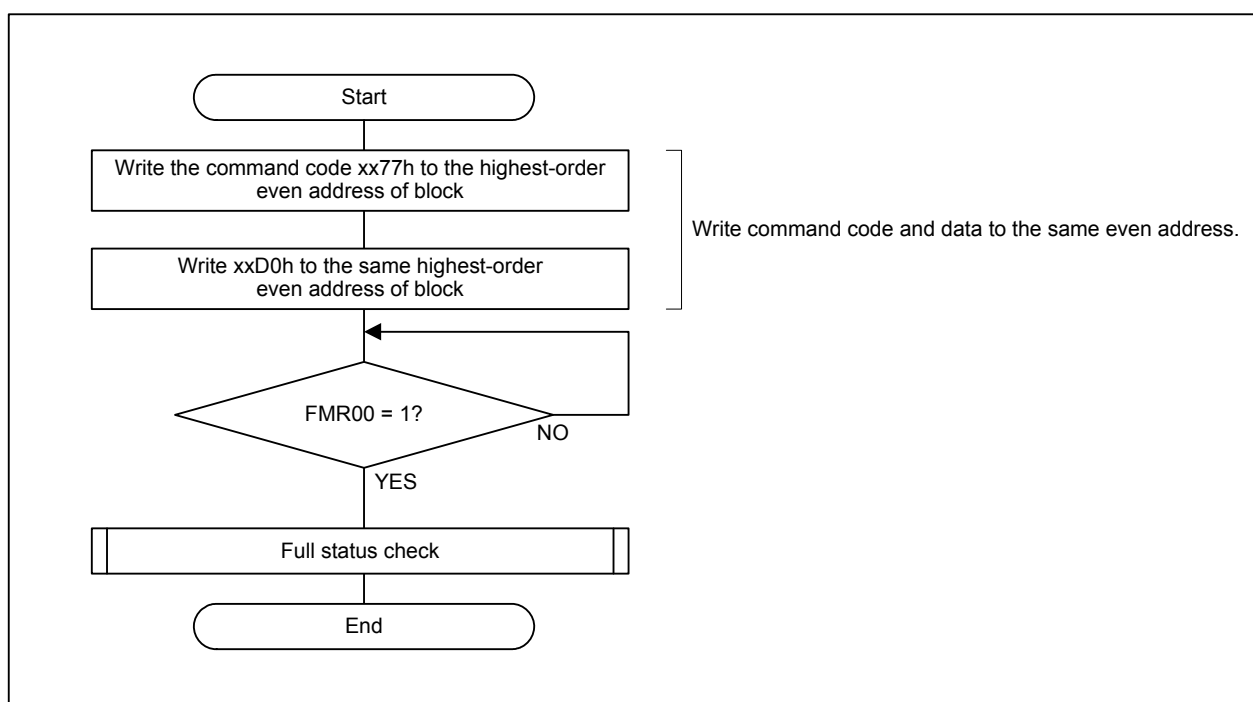 Start
Write the command code xx77h to the highest-order
even address of block
Write command code and data to the same even address.
Write xxD0h to the same highest-order
even address of block
FMR00 = 1?
NO
YES
Full status check
End